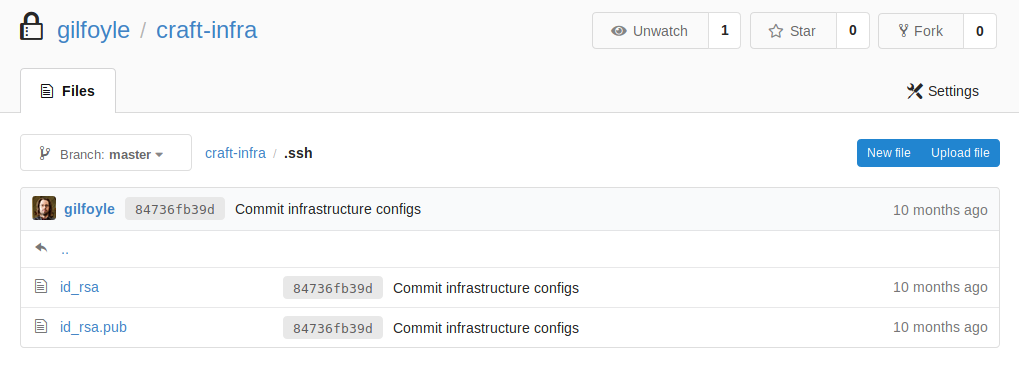 gilfoyle / craft-infra Unwatch 1 Star 0 Fork 0
Files Settings
Branch: master craft-infra / .ssh New file Upload file
gilfoyle 84736fb39d Commit infrastructure configs 10 months ago
..
id_rsa 84736fb39d Commit infrastructure configs 10 months ago
id_rsa.pub 84736fb39d Commit infrastructure configs 10 months ago